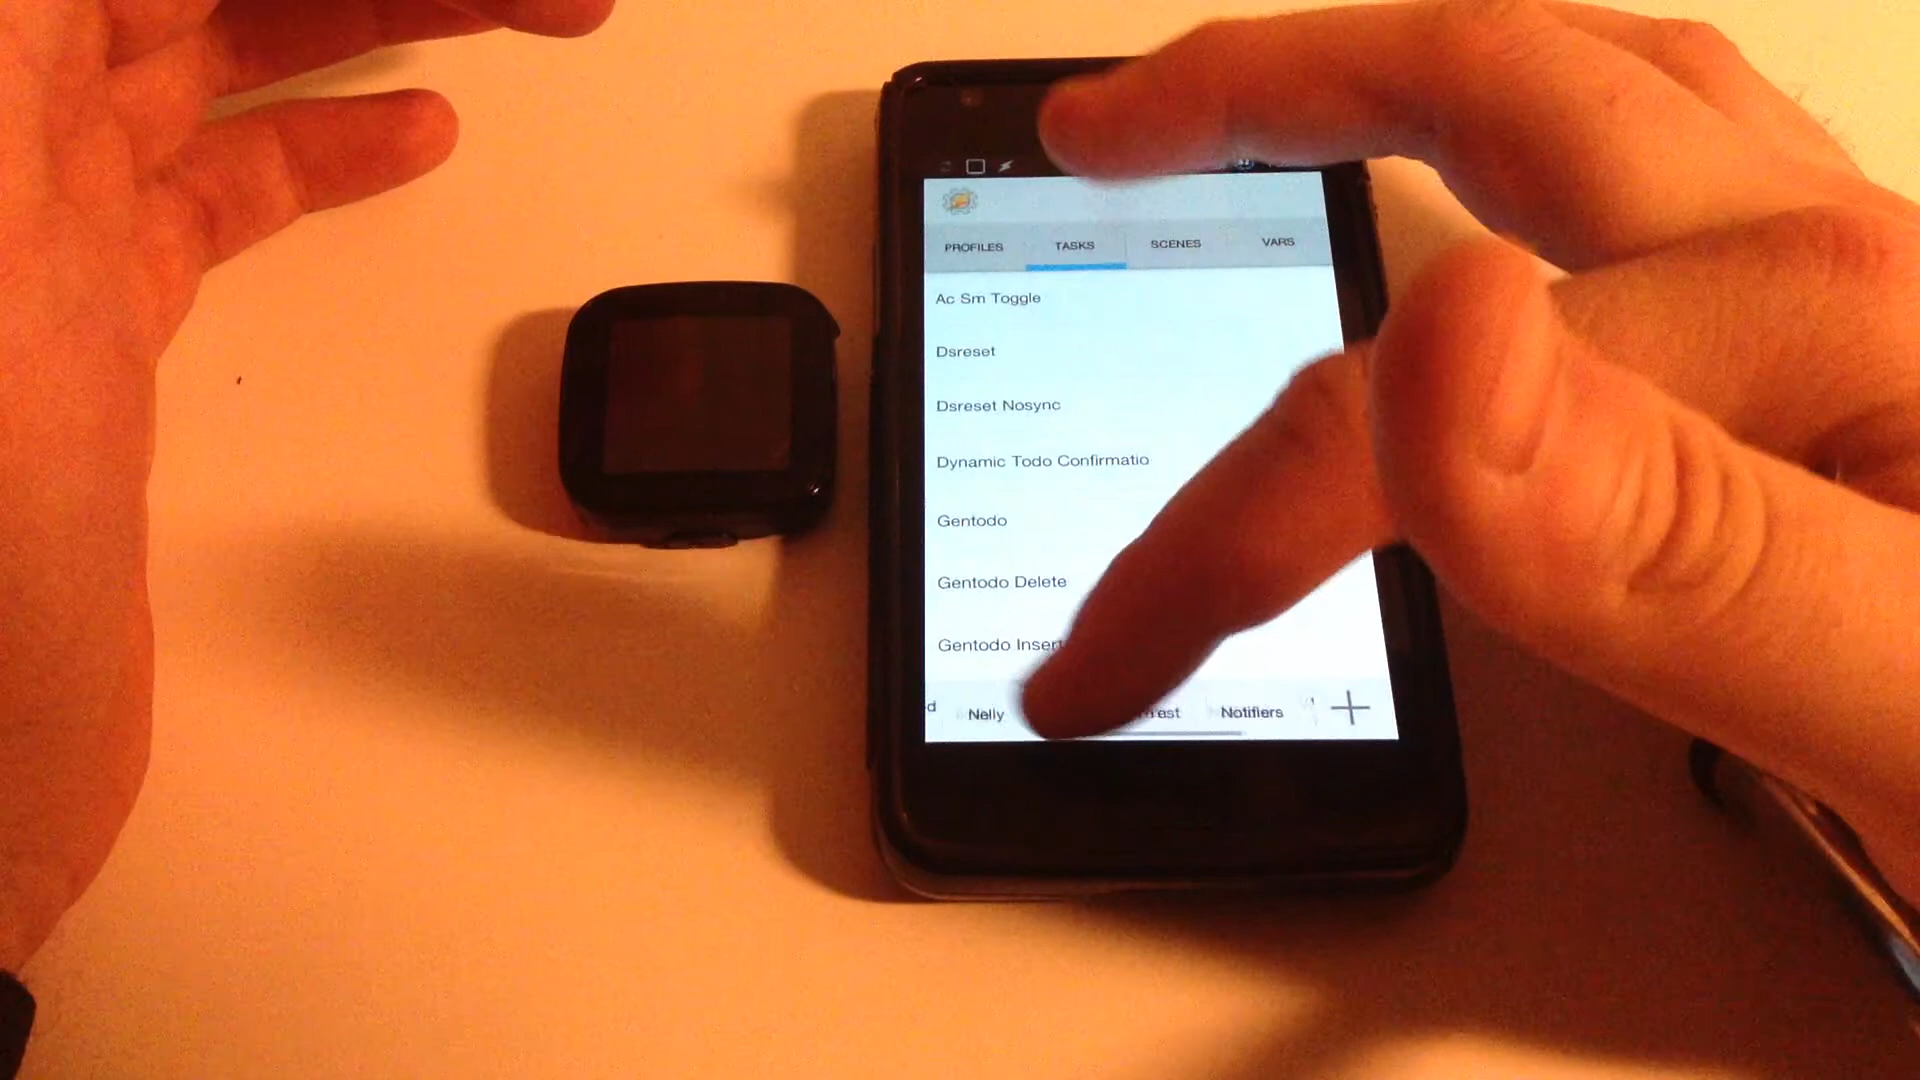 PROFILES TASKS SCENES VARS
Ac Sm Toggle
Dsreset
Dsreset Nosync
Dynamic Todo Confirmatio
Gentodo
Gentodo Delete
Gentodo Insert
Nelly Notifiers